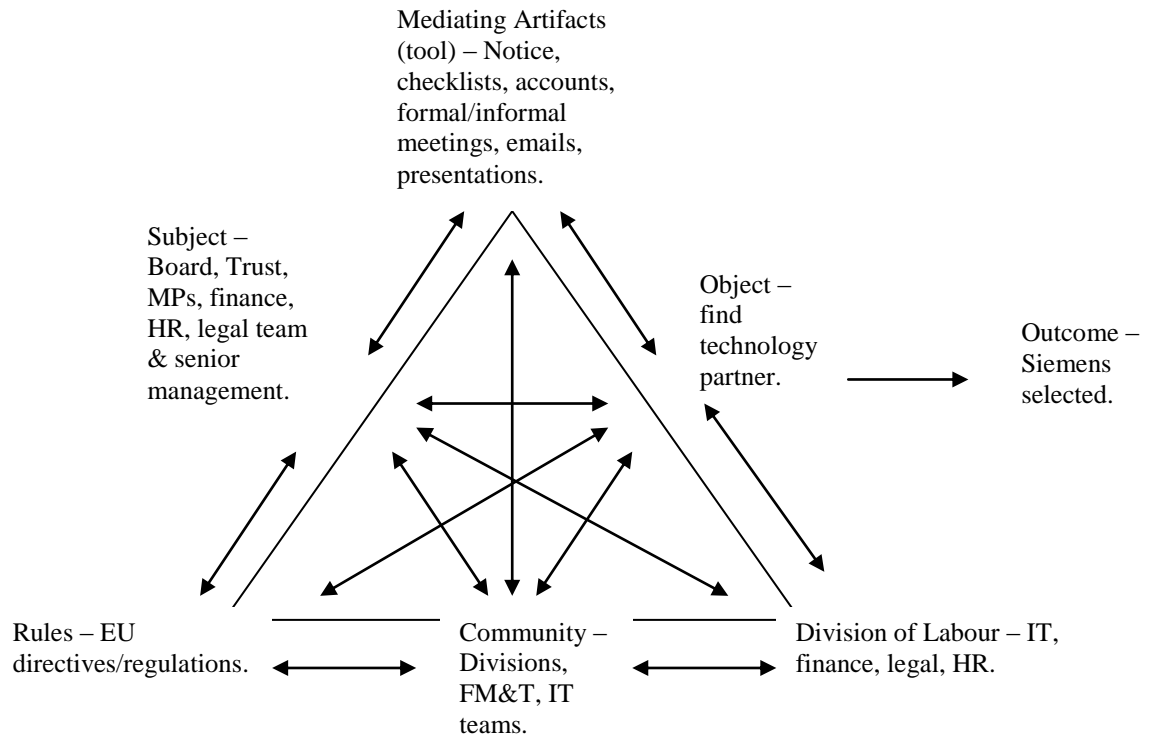 Mediating Artifacts
(tool) – Notice,
checklists, accounts,
formal/informal
meetings, emails,
presentations.
Subject –
Board, Trust,
MPs, finance,
HR, legal team
& senior
management.
Object –
find
technology
partner.
Outcome –
Siemens
selected.
Rules – EU
directives/regulations.
Community –
Divisions,
FM&T, IT
teams.
Division of Labour – IT,
finance, legal, HR.